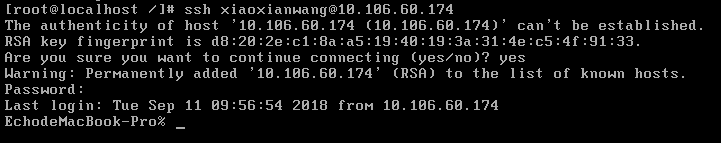 [root@localhost /]# ssh xiaoxianwang@10.106.60.174
The authenticity of host '10.106.60.174 (10.106.60.174)' can't be established.
RSA key fingerprint is d8:20:2e:c1:8a:a5:19:40:19:3a:31:4e:c5:4f:91:33.
Are you sure you want to continue connecting (yes/no)? yes
Warning: Permanently added '10.106.60.174' (RSA) to the list of known hosts.
Password:
Last login: Tue Sep 11 09:56:54 2018 from 10.106.60.174
EchodeMacBook-Pro% _